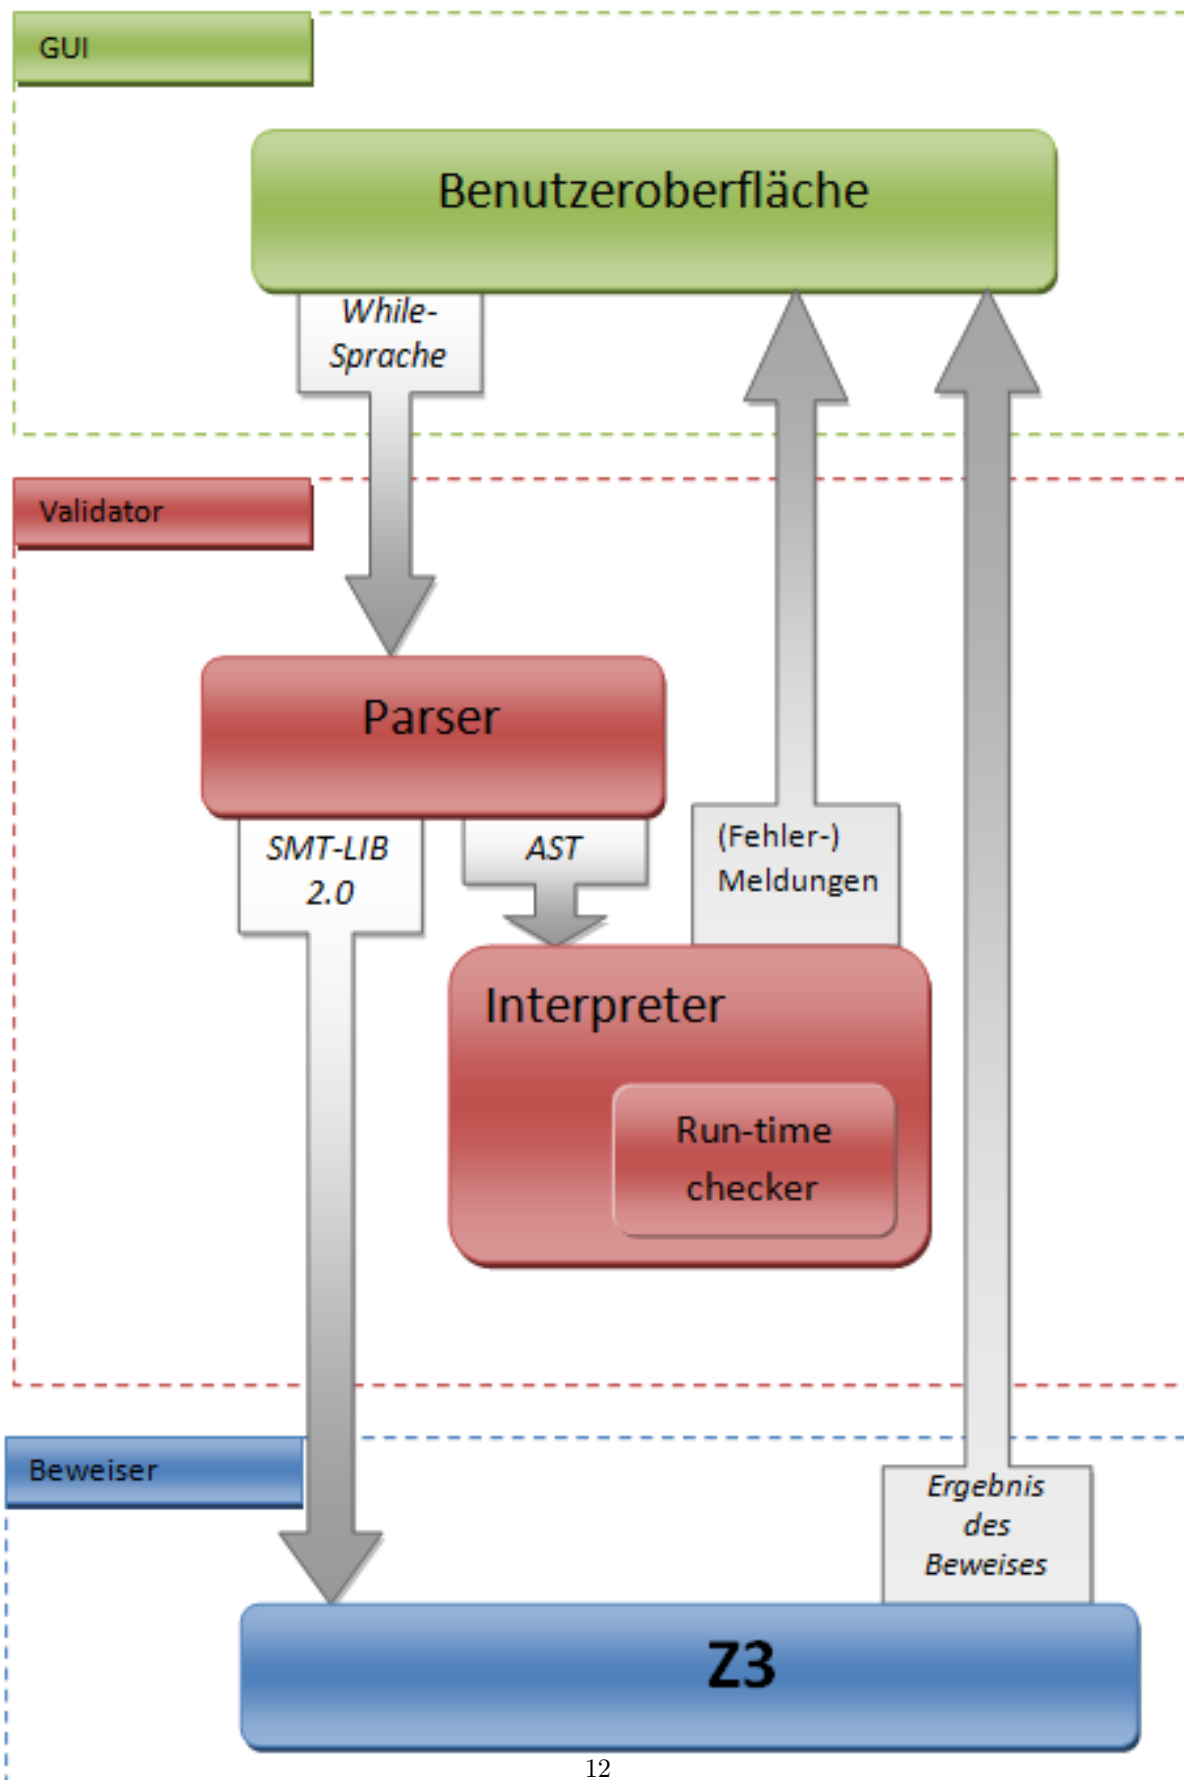 GUI
Benutzeroberfläche
While-
Sprache
Validator
Parser
SMT-LIB
2.0
AST
(Fehler-)
Meldungen
Interpreter
Run-time
checker
Beweiser
Ergebnis
des
Beweises
Z3
12